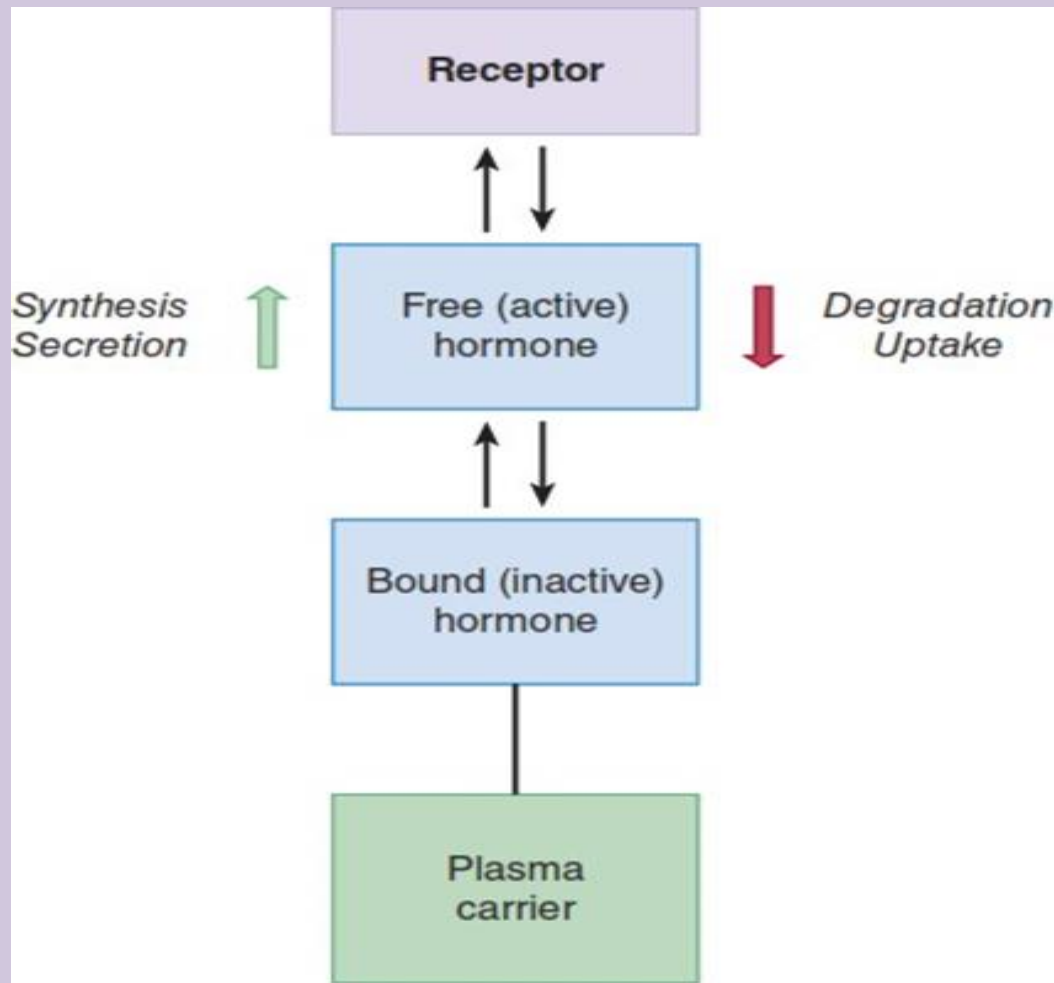 Receptor
Synthesis
Secretion
Free (active)
hormone
Degradation
Uptake
Bound (inactive)
hormone
Plasma
carrier